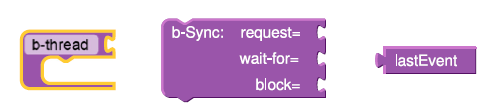 b-thread
b-Sync: request=
wait-for=
block=
lastEvent